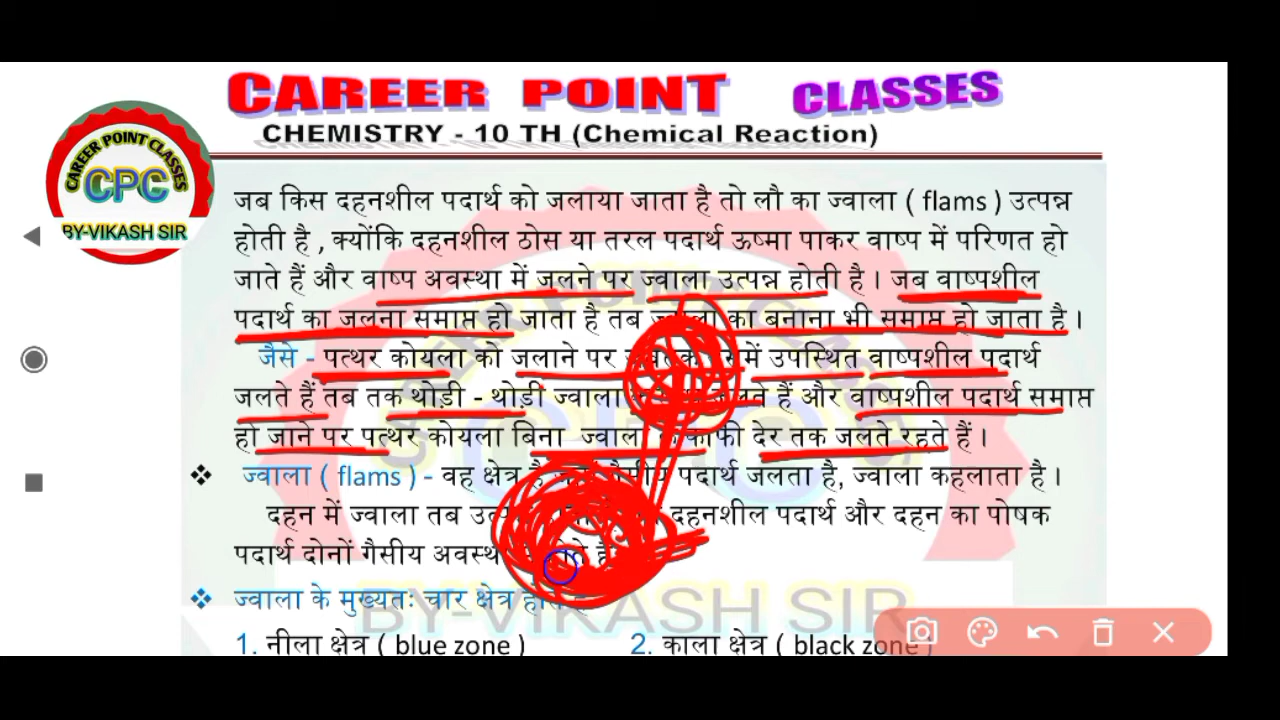 CAREER POINT CLASSES
CHEMISTRY - 10 TH (Chemical Reaction)
CAREER POINT CLASSES
CPC
BY-VIKASH SIR
जब किस दहनशील पदार्थ को जलाया जाता है तो लौ का ज्वाला ( flams ) उत्पन्न
होती है , क्योंकि दहनशील ठोस या तरल पदार्थ ऊष्मा पाकर वाष्प में परिणत हो
जाते हैं और वाष्प अवस्था में जलने पर ज्वाला उत्पन्न होती है । जब वाष्पशील
पदार्थ का जलना समाप्त हो जाता है तब ज्वाला का बनाना भी समाप्त हो जाता है ।
जैसे - पत्थर कोयला को जलाने पर उपस्थित वाष्पशील पदार्थ
जलते हैं तब तक थोड़ी - थोड़ी ज्वाला जलते हैं और वाष्पशील पदार्थ समाप्त
हो जाने पर पत्थर कोयला बिना ज्वाला के काफी देर तक जलते रहते हैं ।
❖ ज्वाला ( flams ) - वह क्षेत्र है गैसीय पदार्थ जलता है, ज्वाला कहलाता है ।
दहन में ज्वाला तब दहनशील पदार्थ और दहन का पोषक
पदार्थ दोनों गैसीय है
❖ ज्वाला के मुख्यतः चार क्षेत्र होते है
1. नीला क्षेत्र ( blue zone )
2. काला क्षेत्र ( black zone )
BY-VIKASH SIR